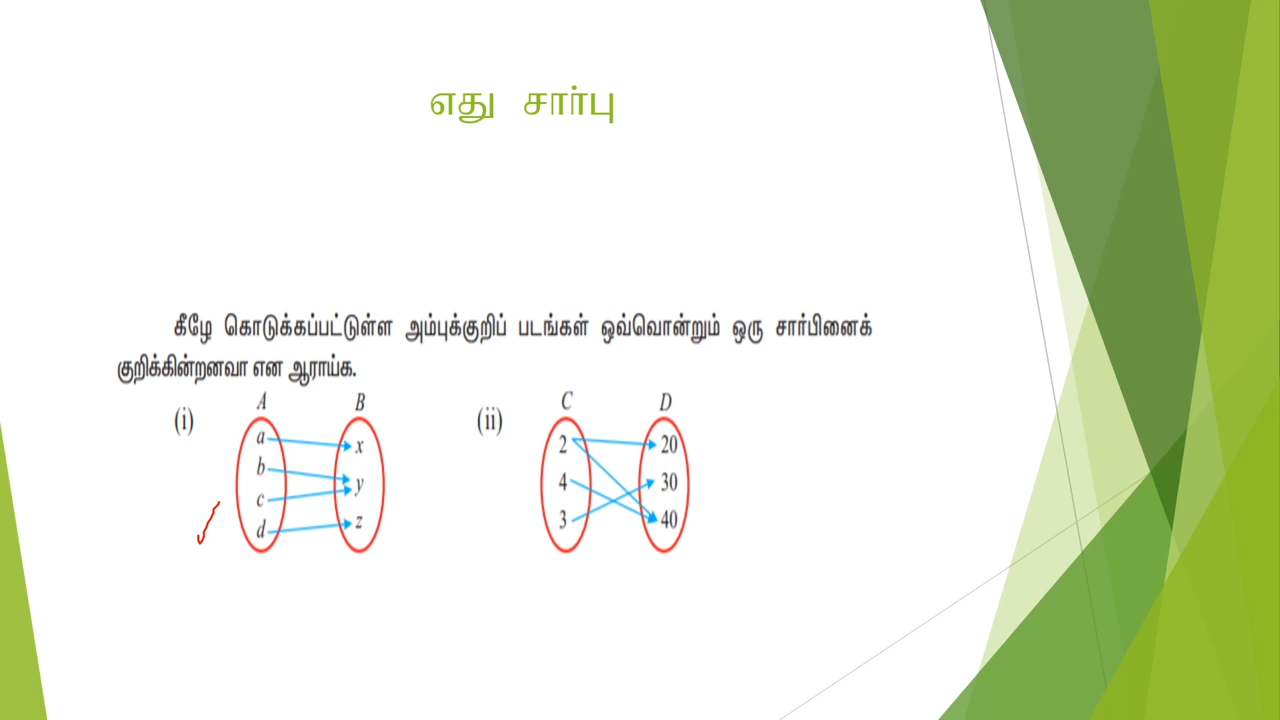 எது சார்பு
கீழே கொடுக்கப்பட்டுள்ள அம்புக்குறிப் படங்கள் ஒவ்வொன்றும் ஒரு சார்பினைக்
குறிக்கின்றனவா என ஆராய்க.
(i) A B (ii) C D
a x 2 20
b y 4 30
c z 3 40
d